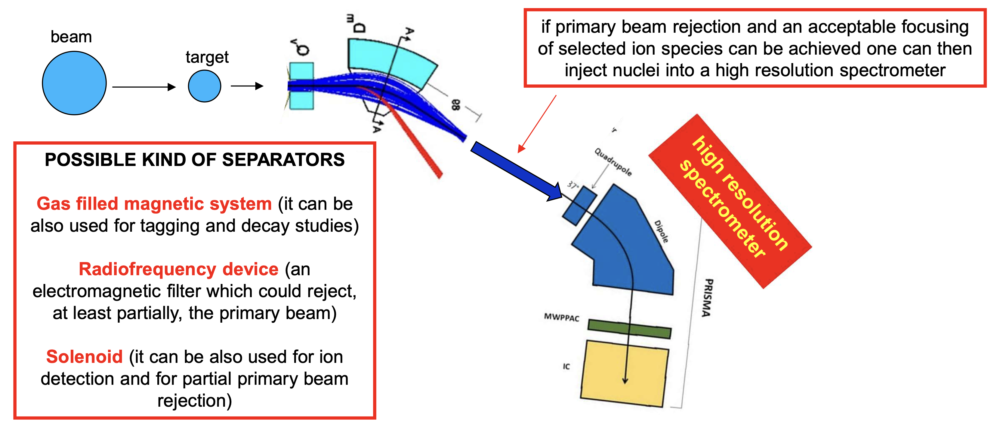 beam
target
Qv
Dm
A
A
88
if primary beam rejection and an acceptable focusing
of selected ion species can be achieved one can then
inject nuclei into a high resolution spectrometer
POSSIBLE KIND OF SEPARATORS
Gas filled magnetic system (it can be
also used for tagging and decay studies)
Radiofrequency device (an
electromagnetic filter which could reject,
at least partially, the primary beam)
Solenoid (it can be also used for ion
detection and for partial primary beam
rejection)
r
Quadrupole
37°
Dipole
high resolution
spectrometer
PRISMA
MWPPAC
IC